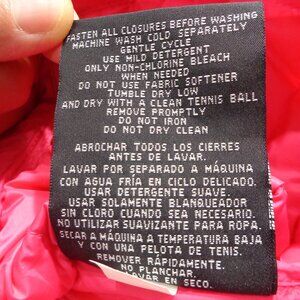 FASTEN ALL CLOSURES BEFORE WASHING
MACHINE WASH COLD SEPARATELY
GENTLE CYCLE
USE MILD DETERGENT
ONLY NON-CHLORINE BLEACH
WHEN NEEDED
DO NOT USE FABRIC SOFTENER
TUMBLE DRY LOW
AND DRY WITH A CLEAN TENNIS BALL
REMOVE PROMPTLY
DO NOT IRON
DO NOT DRY CLEAN
ABROCHAR TODOS LOS CIERRES
ANTES DE LAVAR.
LAVAR POR SEPARADO A MÁQUINA
CON AGUA FRÍA EN CICLO DELICADO.
USAR DETERGENTE SUAVE.
USAR SOLAMENTE BLANQUEADOR
SIN CLORO CUANDO SEA NECESARIO.
NO UTILIZAR SUAVIZANTE PARA ROPA.
SECAR A MÁQUINA A TEMPERATURA BAJA
Y CON UNA PELOTA DE TENIS.
REMOVER RÁPIDAMENTE.
NO PLANCHAR.
LAVAR EN SECO.